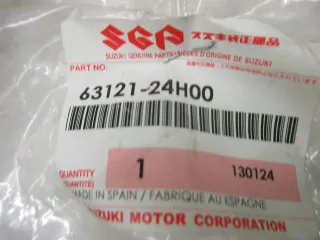 SGP スズキ純正部品
SUZUKI GENUINE PARTS · PIÈCES D'ORIGINE DE SUZUKI
PART NO.
63121-24H00
QUANTITY 1 130124
QUANTITÉ
MADE IN SPAIN / FABRIQUE AU ESPAGNE
SUZUKI MOTOR CORPORATION